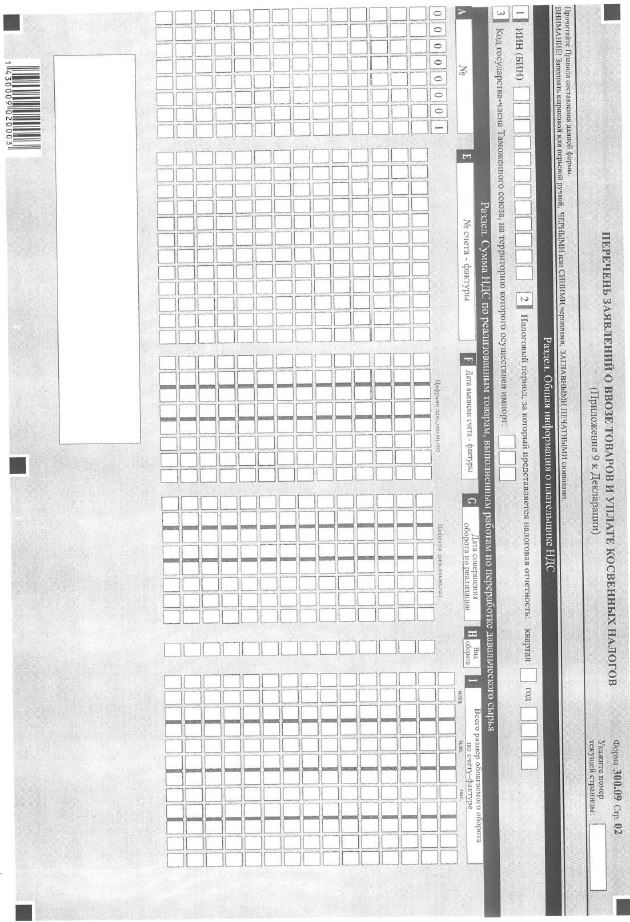 Форма 300.09 Стр. 02
ПЕРЕЧЕНЬ ЗАЯВЛЕНИЙ О ВВОЗЕ ТОВАРОВ И УПЛАТЕ КОСВЕННЫХ НАЛОГОВ
(Приложение 9 к Декларации)
Укажите номер
текущей страницы:
Прочитайте Правила составления данной формы.
ВНИМАНИЕ! Заполнять шариковой или перьевой ручкой, ЧЕРНЫМИ или СИНИМИ чернилами, ЗАГЛАВНЫМИ ПЕЧАТНЫМИ символами.
Раздел. Общая информация о плательщике НДС
1 ИИН (БИН) 2 Налоговый период, за который представляется налоговая отчетность: квартал год
3 Код государства-члена Таможенного союза, на территорию которого осуществлен импорт:
Раздел. Сумма НДС по реализованным товарам, выполненным работам по переработке давальческого сырья
A № E № счета - фактуры F Дата выписки счета - фактуры G Дата совершения оборота по реализации H Вид оборота I Всего размер облагаемого оборота по счету-фактуре
0 0 0 0 0 0 0 1
1430009020003